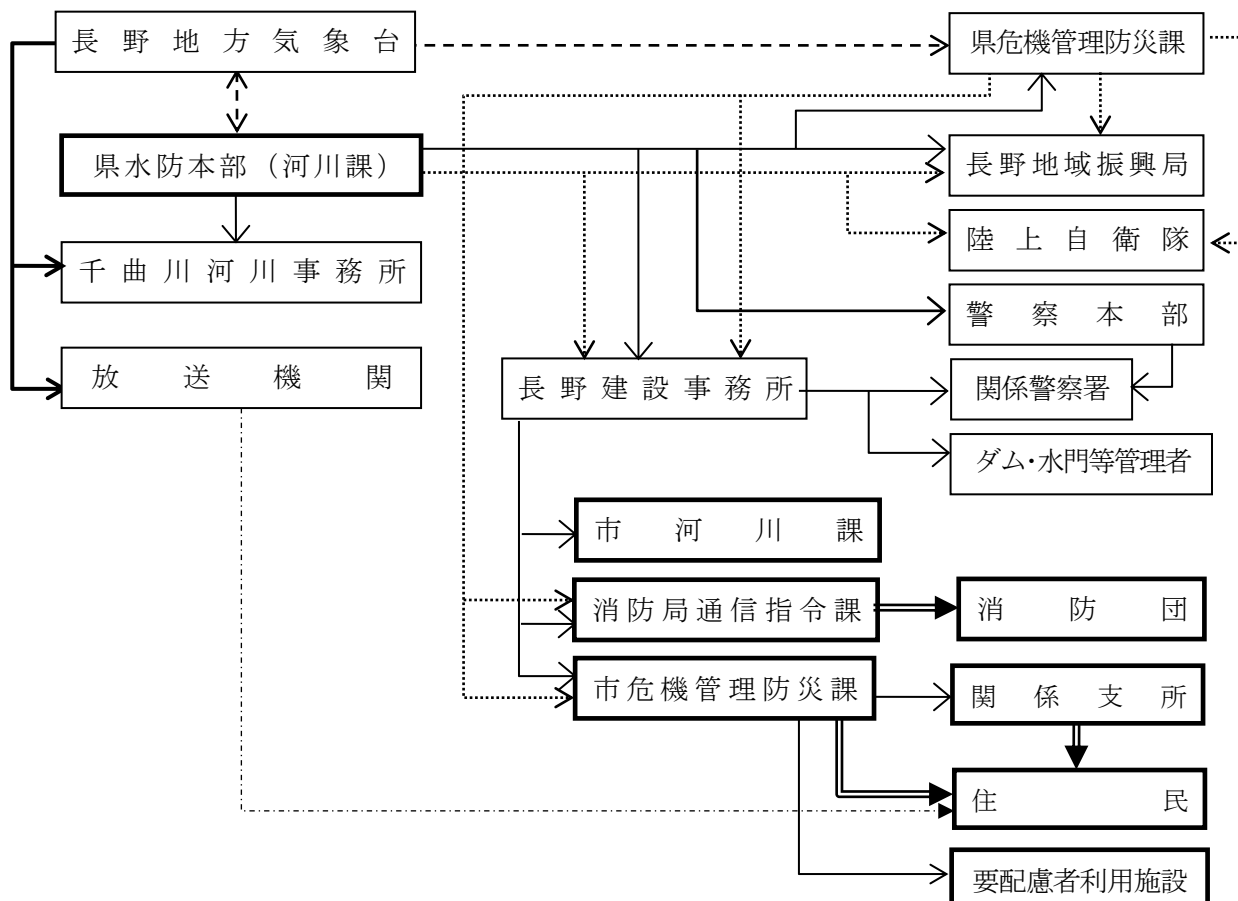 長野地方気象台
県危機管理防災課
県水防本部（河川課）
長野地域振興局
陸上自衛隊
千曲川河川事務所
警察本部
放送機関
長野建設事務所
関係警察署
ダム・水門等管理者
市河川課
消防局通信指令課
消防団
市危機管理防災課
関係支所
住民
要配慮者利用施設